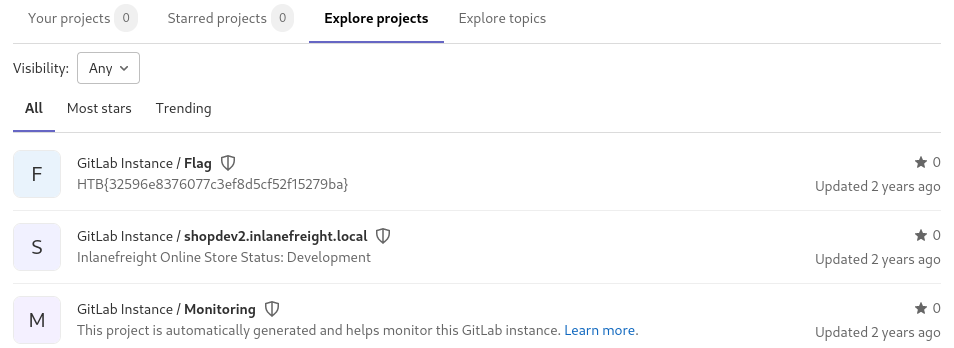 Your projects 0 Starred projects 0 Explore projects Explore topics
Visibility: Any
All Most stars Trending
F GitLab Instance / Flag 0
HTB{32596e8376077c3ef8d5cf52f15279ba} Updated 2 years ago
S GitLab Instance / shopdev2.inlanefreight.local 0
Inlanefreight Online Store Status: Development Updated 2 years ago
M GitLab Instance / Monitoring 0
This project is automatically generated and helps monitor this GitLab instance. Learn more. Updated 2 years ago